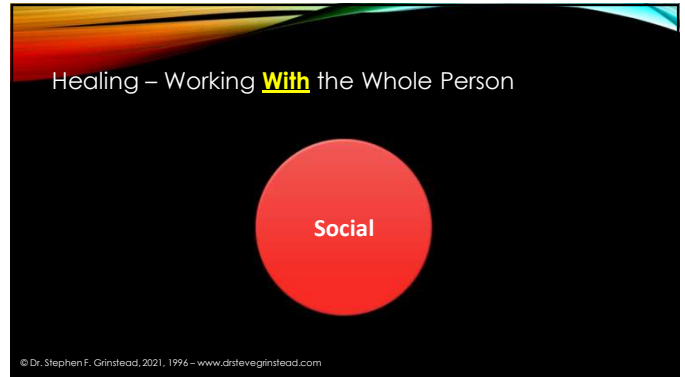 Healing – Working With the Whole Person
Social
© Dr. Stephen F. Grinstead, 2021, 1996 – www.drstevegrinstead.com